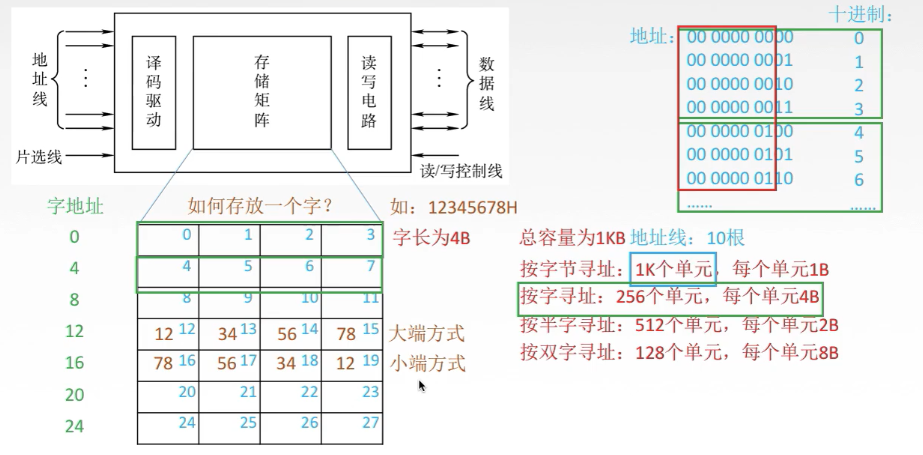 地址线
⋮
译码驱动
存储矩阵
读写电路
⋮
数据线
片选线
读/写控制线
十进制：
地址：
00 0000 0000 0
00 0000 0001 1
00 0000 0010 2
00 0000 0011 3
00 0000 0100 4
00 0000 0101 5
00 0000 0110 6
…… ……
字地址 如何存放一个字？ 如：12345678H
0 0 1 2 3 字长为4B
4 4 5 6 7
8 8 9 10 11
12 12 12 34 13 56 14 78 15 大端方式
16 78 16 56 17 34 18 12 19 小端方式
20 20 21 22 23
24 24 25 26 27
总容量为1KB 地址线：10根
按字节寻址：1K个单元，每个单元1B
按字寻址：256个单元，每个单元4B
按半字寻址：512个单元，每个单元2B
按双字寻址：128个单元，每个单元8B